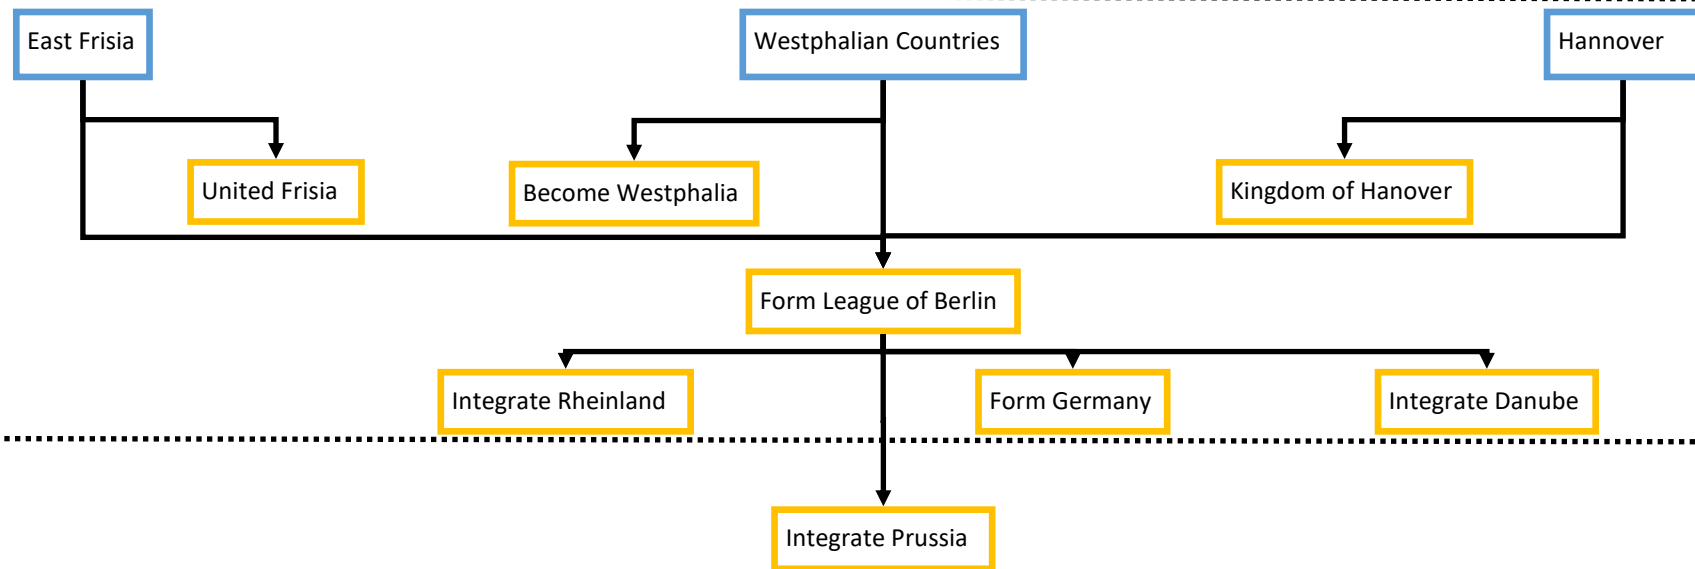 East Frisia
Westphalian Countries
Hannover
United Frisia
Become Westphalia
Kingdom of Hanover
Form League of Berlin
Integrate Rheinland
Form Germany
Integrate Danube
Integrate Prussia